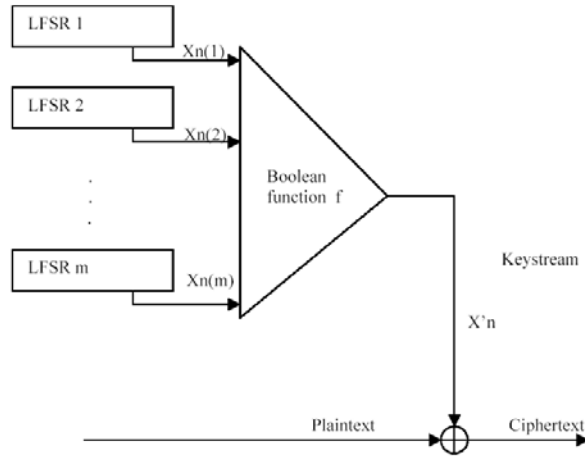 LFSR 1
Xn(1)
LFSR 2
Xn(2)
Boolean
function f
LFSR m
Xn(m)
Keystream
X'n
Plaintext
Ciphertext